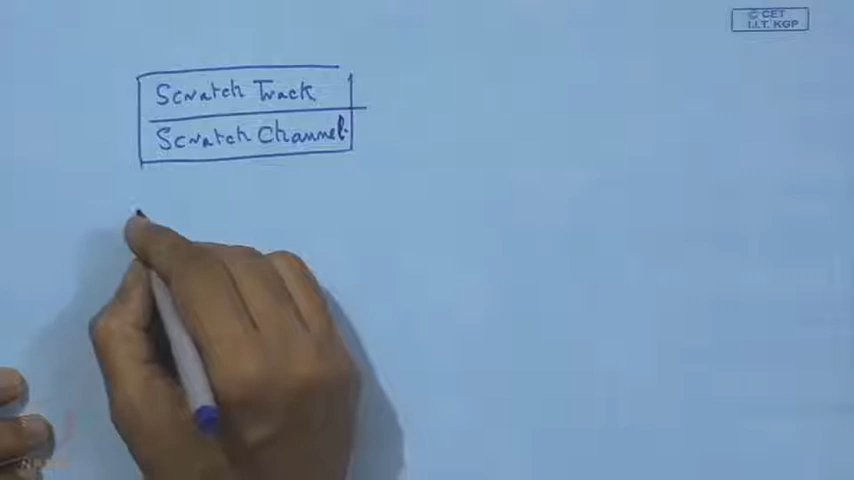 © CET
I.I.T. KGP
Scratch Track
Scratch Channel.